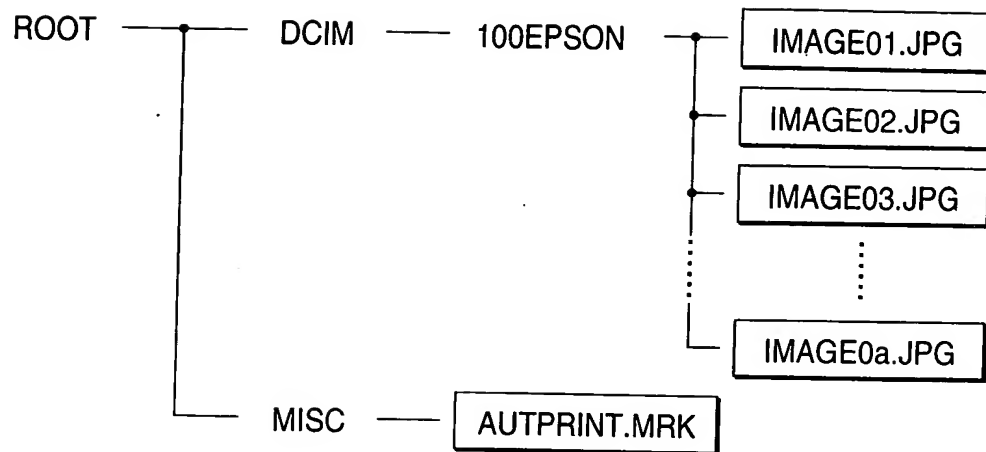 ROOT DCIM 100EPSON IMAGE01.JPG
IMAGE02.JPG
IMAGE03.JPG
IMAGE0a.JPG
MISC AUTPRINT.MRK